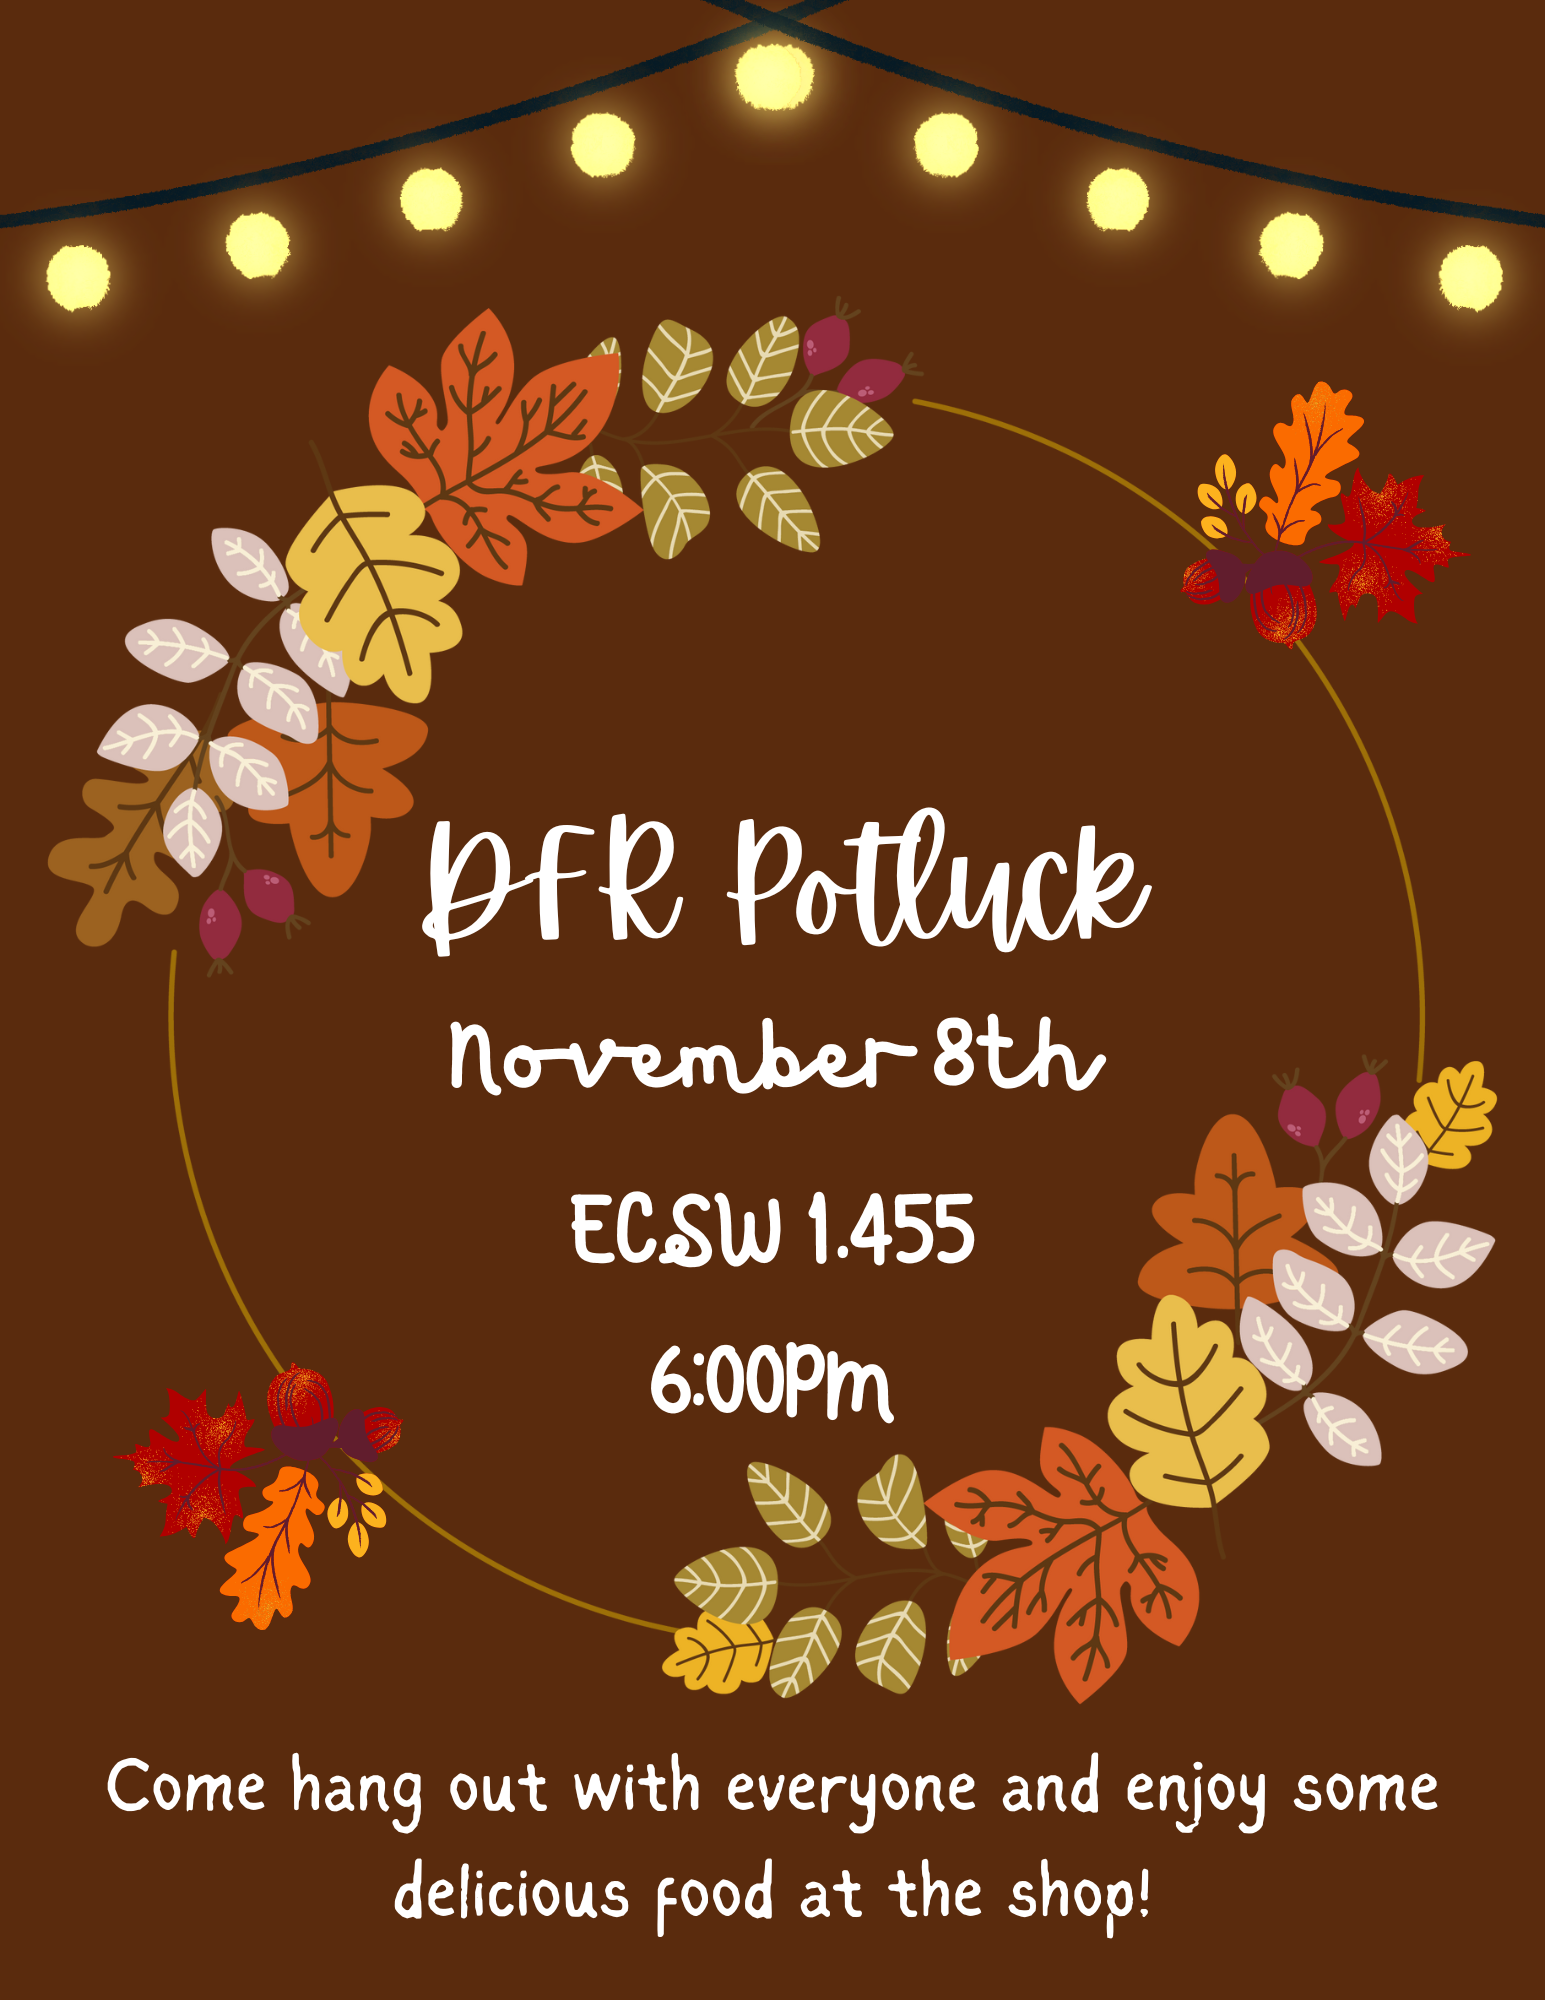 DFR Potluck
November 8th
ECSW 1.455
6:00pm
Come hang out with everyone and enjoy some
delicious food at the shop!